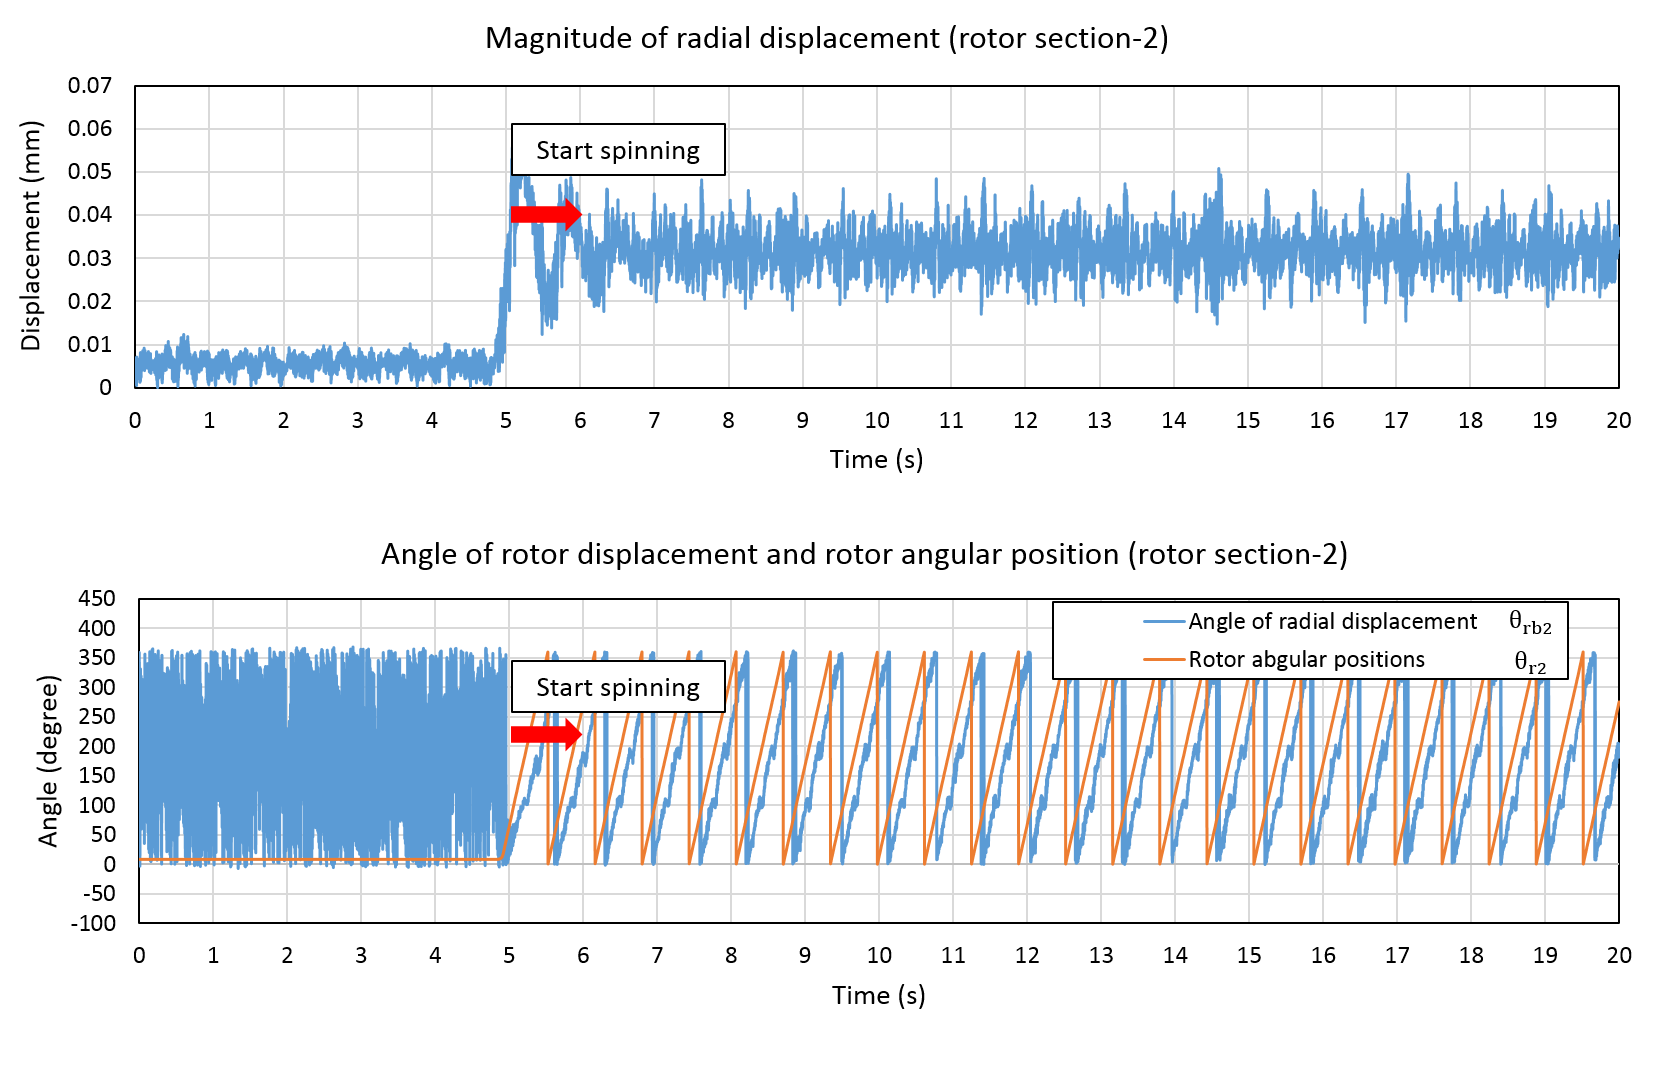 Magnitude of radial displacement (rotor section-2)
Displacement (mm)
0.07
0.06
0.05
0.04
0.03
0.02
0.01
0
Start spinning
0 1 2 3 4 5 6 7 8 9 10 11 12 13 14 15 16 17 18 19 20
Time (s)
Angle of rotor displacement and rotor angular position (rotor section-2)
Angle (degree)
450
400
350
300
250
200
150
100
50
0
-50
-100
Angle of radial displacement θrb2
Rotor abgular positions θr2
Start spinning
0 1 2 3 4 5 6 7 8 9 10 11 12 13 14 15 16 17 18 19 20
Time (s)